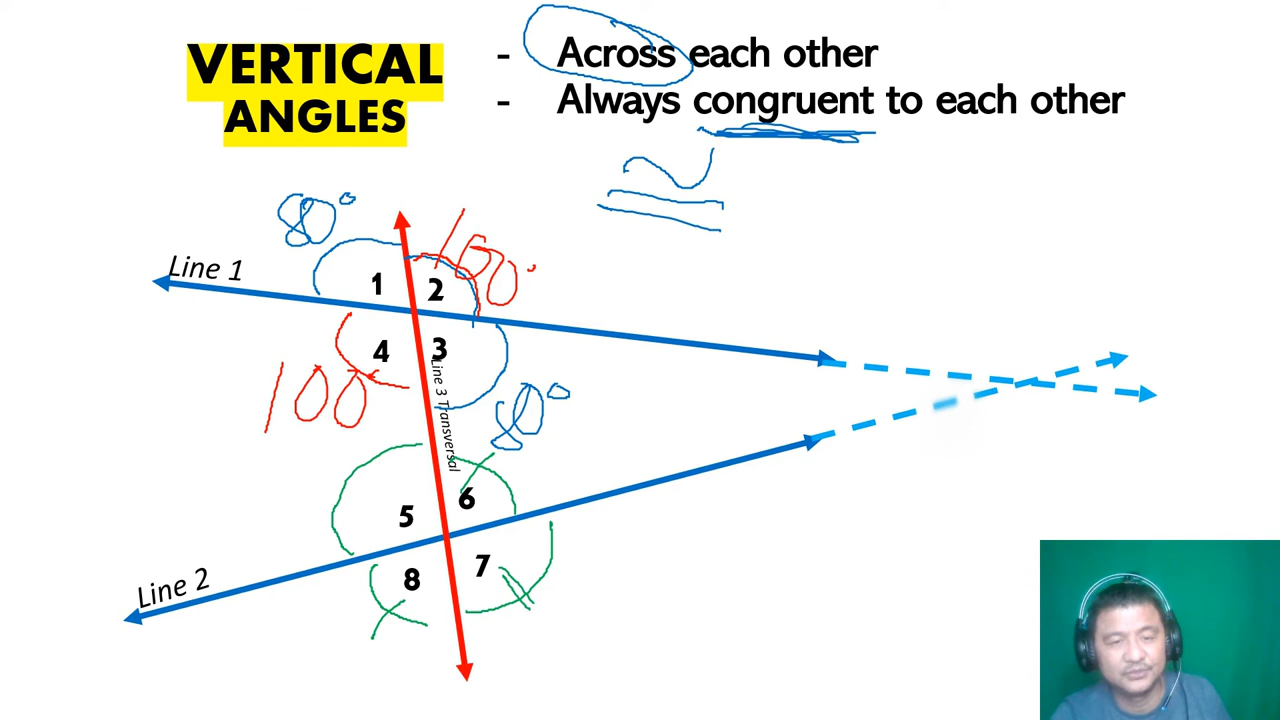 VERTICAL
ANGLES
- Across each other
- Always congruent to each other
≅
80°
100°
Line 1
1
2
4
3
100°
80°
Line 3 Transversal
5
6
8
7
Line 2